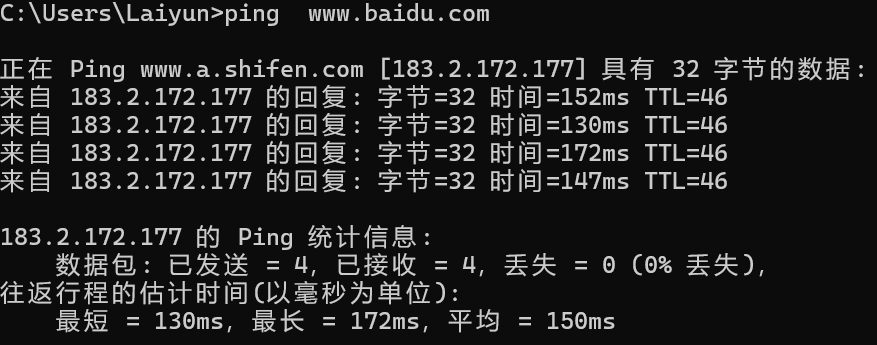 C:\Users\Laiyun>ping  www.baidu.com
正在 Ping www.a.shifen.com [183.2.172.177] 具有 32 字节的数据:
来自 183.2.172.177 的回复: 字节=32 时间=152ms TTL=46
来自 183.2.172.177 的回复: 字节=32 时间=130ms TTL=46
来自 183.2.172.177 的回复: 字节=32 时间=172ms TTL=46
来自 183.2.172.177 的回复: 字节=32 时间=147ms TTL=46
183.2.172.177 的 Ping 统计信息:
    数据包: 已发送 = 4, 已接收 = 4, 丢失 = 0 (0% 丢失),
往返行程的估计时间(以毫秒为单位):
    最短 = 130ms, 最长 = 172ms, 平均 = 150ms